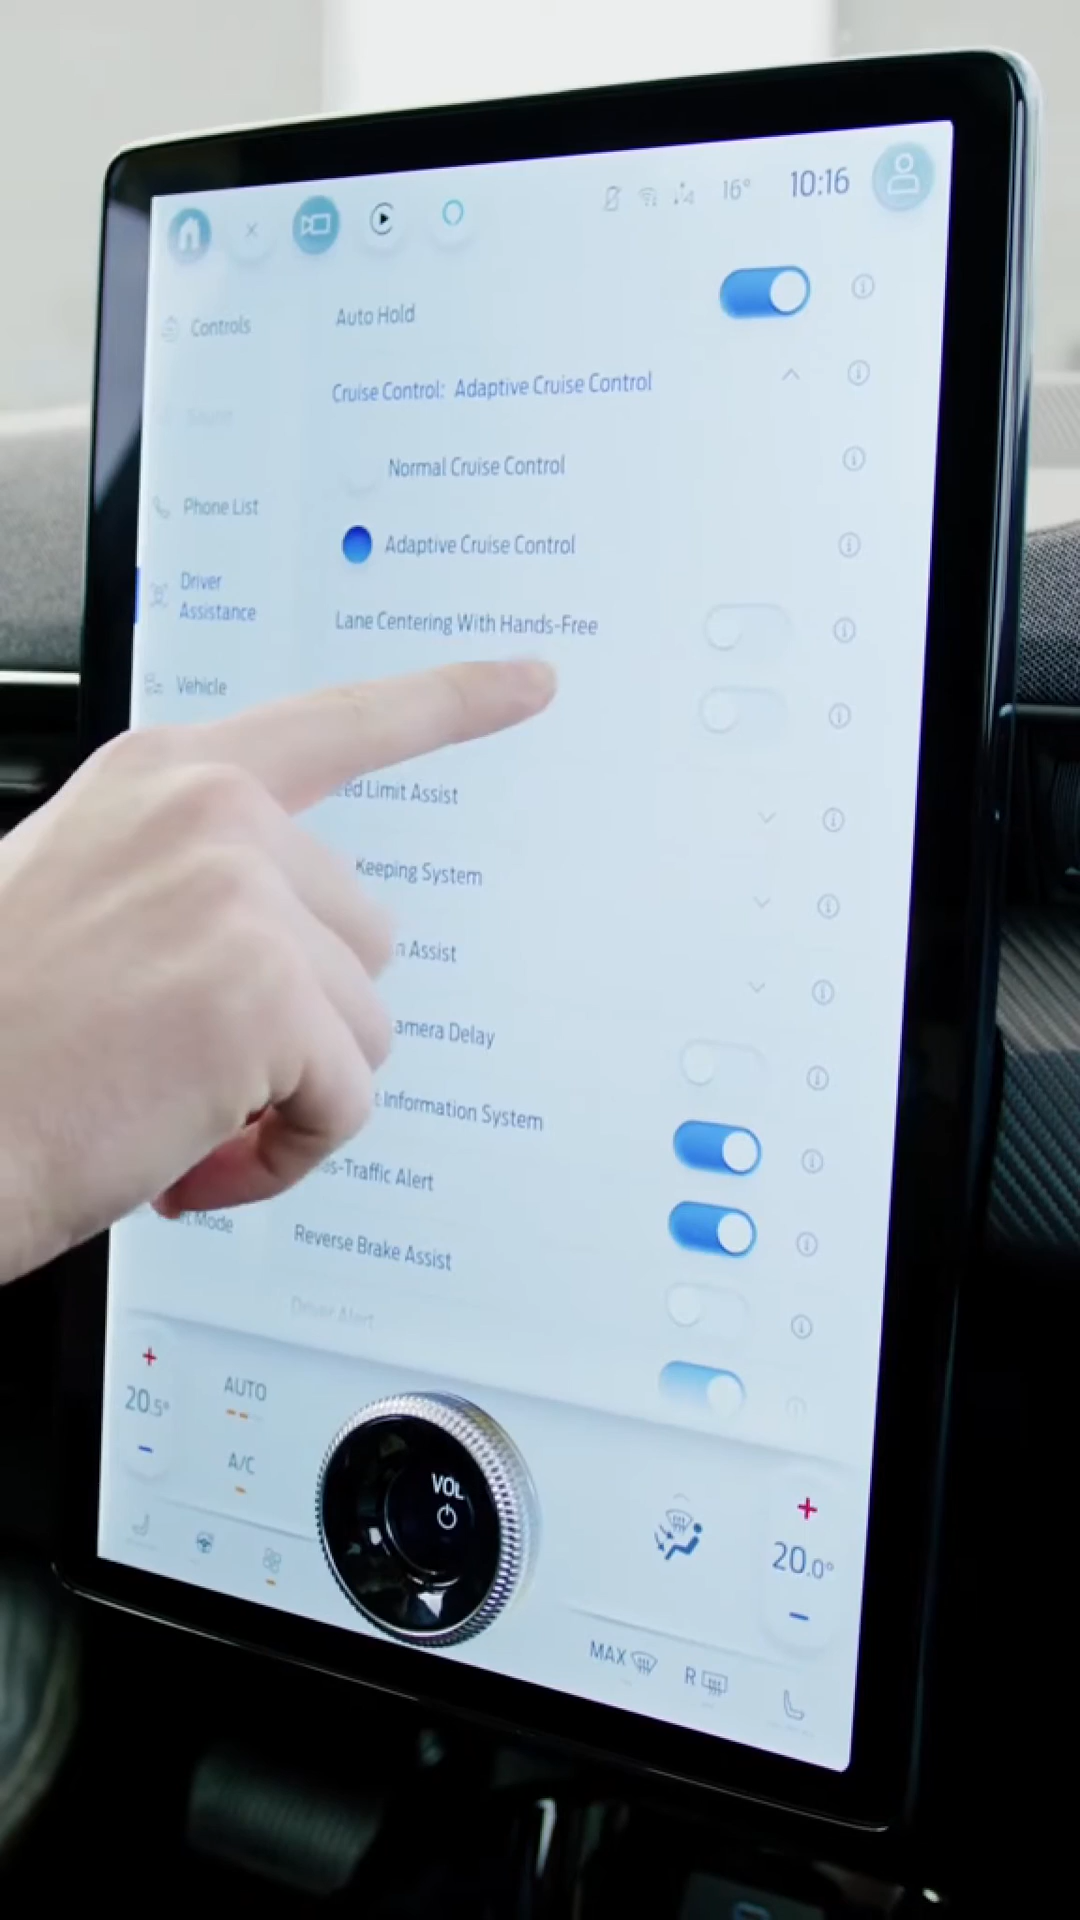 16° 10:16
Controls
Auto Hold
Cruise Control: Adaptive Cruise Control
Normal Cruise Control
Phone List
Adaptive Cruise Control
Driver
Assistance
Lane Centering With Hands-Free
Vehicle
Limit Assist
Keeping System
Assist
Delay
Information System
-Traffic Alert
Mode
Reverse Brake Assist
Driver Alert
20.5°
AUTO
A/C
VOL
20.0°
MAX
R